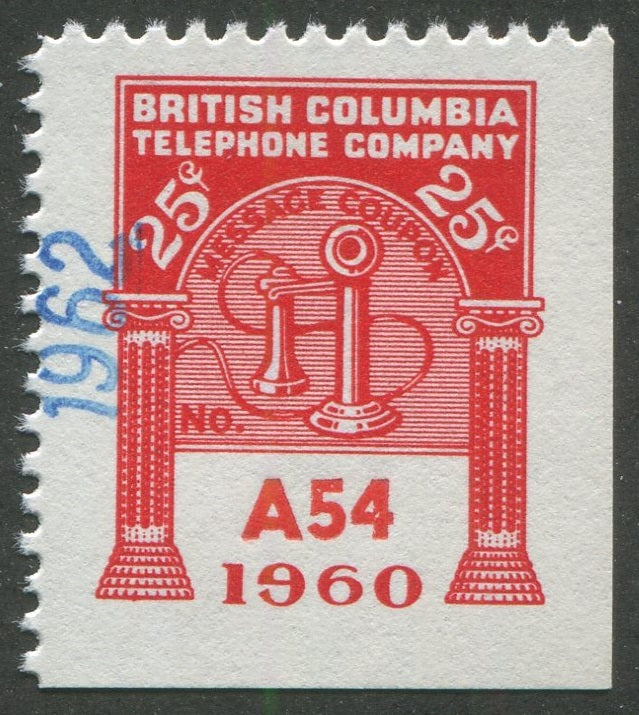 BRITISH COLUMBIA
TELEPHONE COMPANY
25¢ 25¢
MESSAGE COUPON
1962
NO.
A54
1960